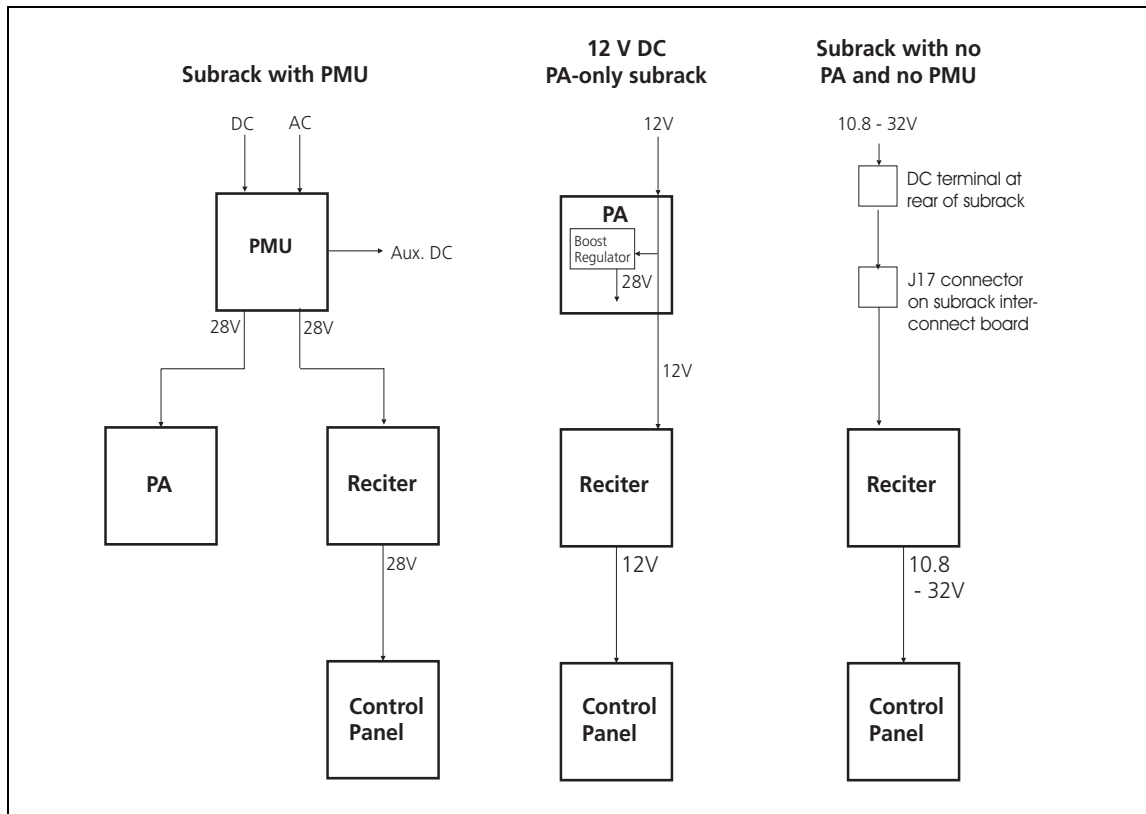 Subrack with PMU
DC
AC
PMU
Aux. DC
28V
28V
PA
Reciter
28V
Control
Panel
12 V DC
PA-only subrack
12V
PA
Boost
Regulator
28V
12V
Reciter
12V
Control
Panel
Subrack with no
PA and no PMU
10.8 - 32V
DC terminal at
rear of subrack
J17 connector
on subrack inter-
connect board
Reciter
10.8
- 32V
Control
Panel